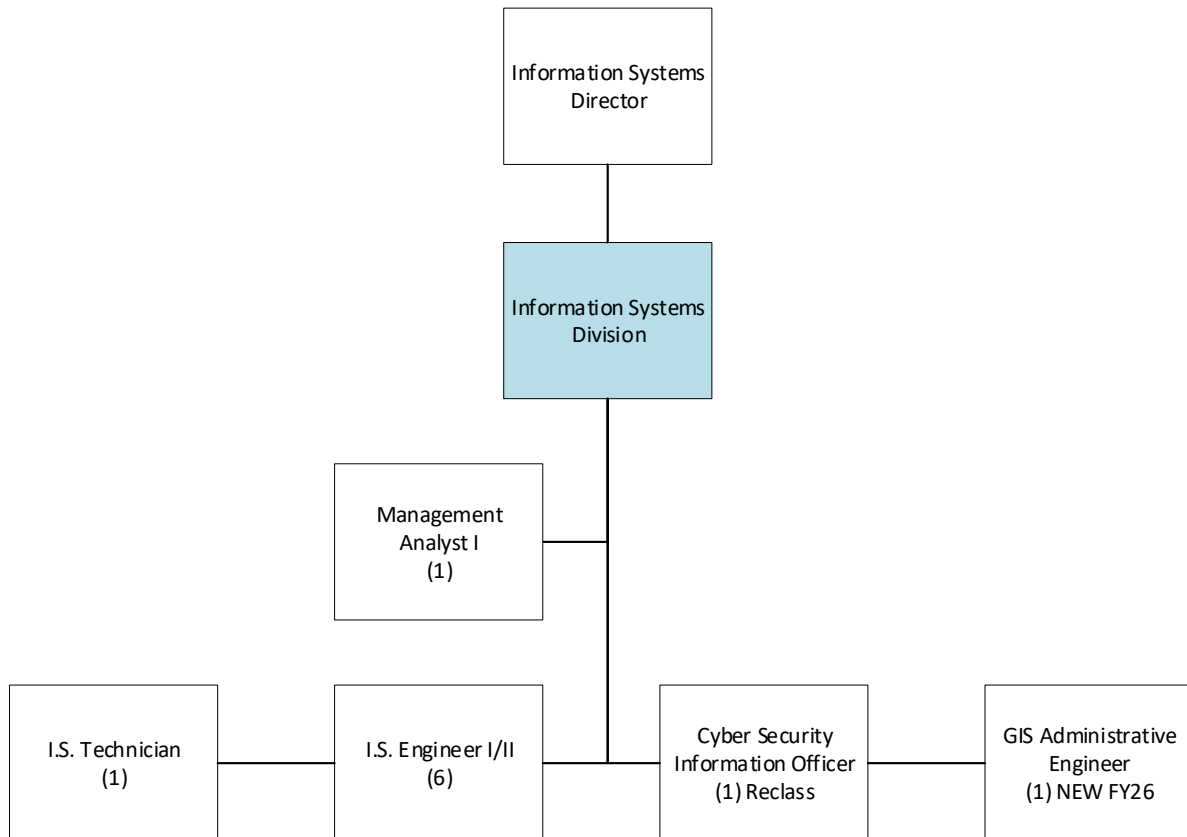 Information Systems
Director
Information Systems
Division
Management
Analyst I
(1)
I.S. Technician
(1)
I.S. Engineer I/II
(6)
Cyber Security
Information Officer
(1) Reclass
GIS Administrative
Engineer
(1) NEW FY26